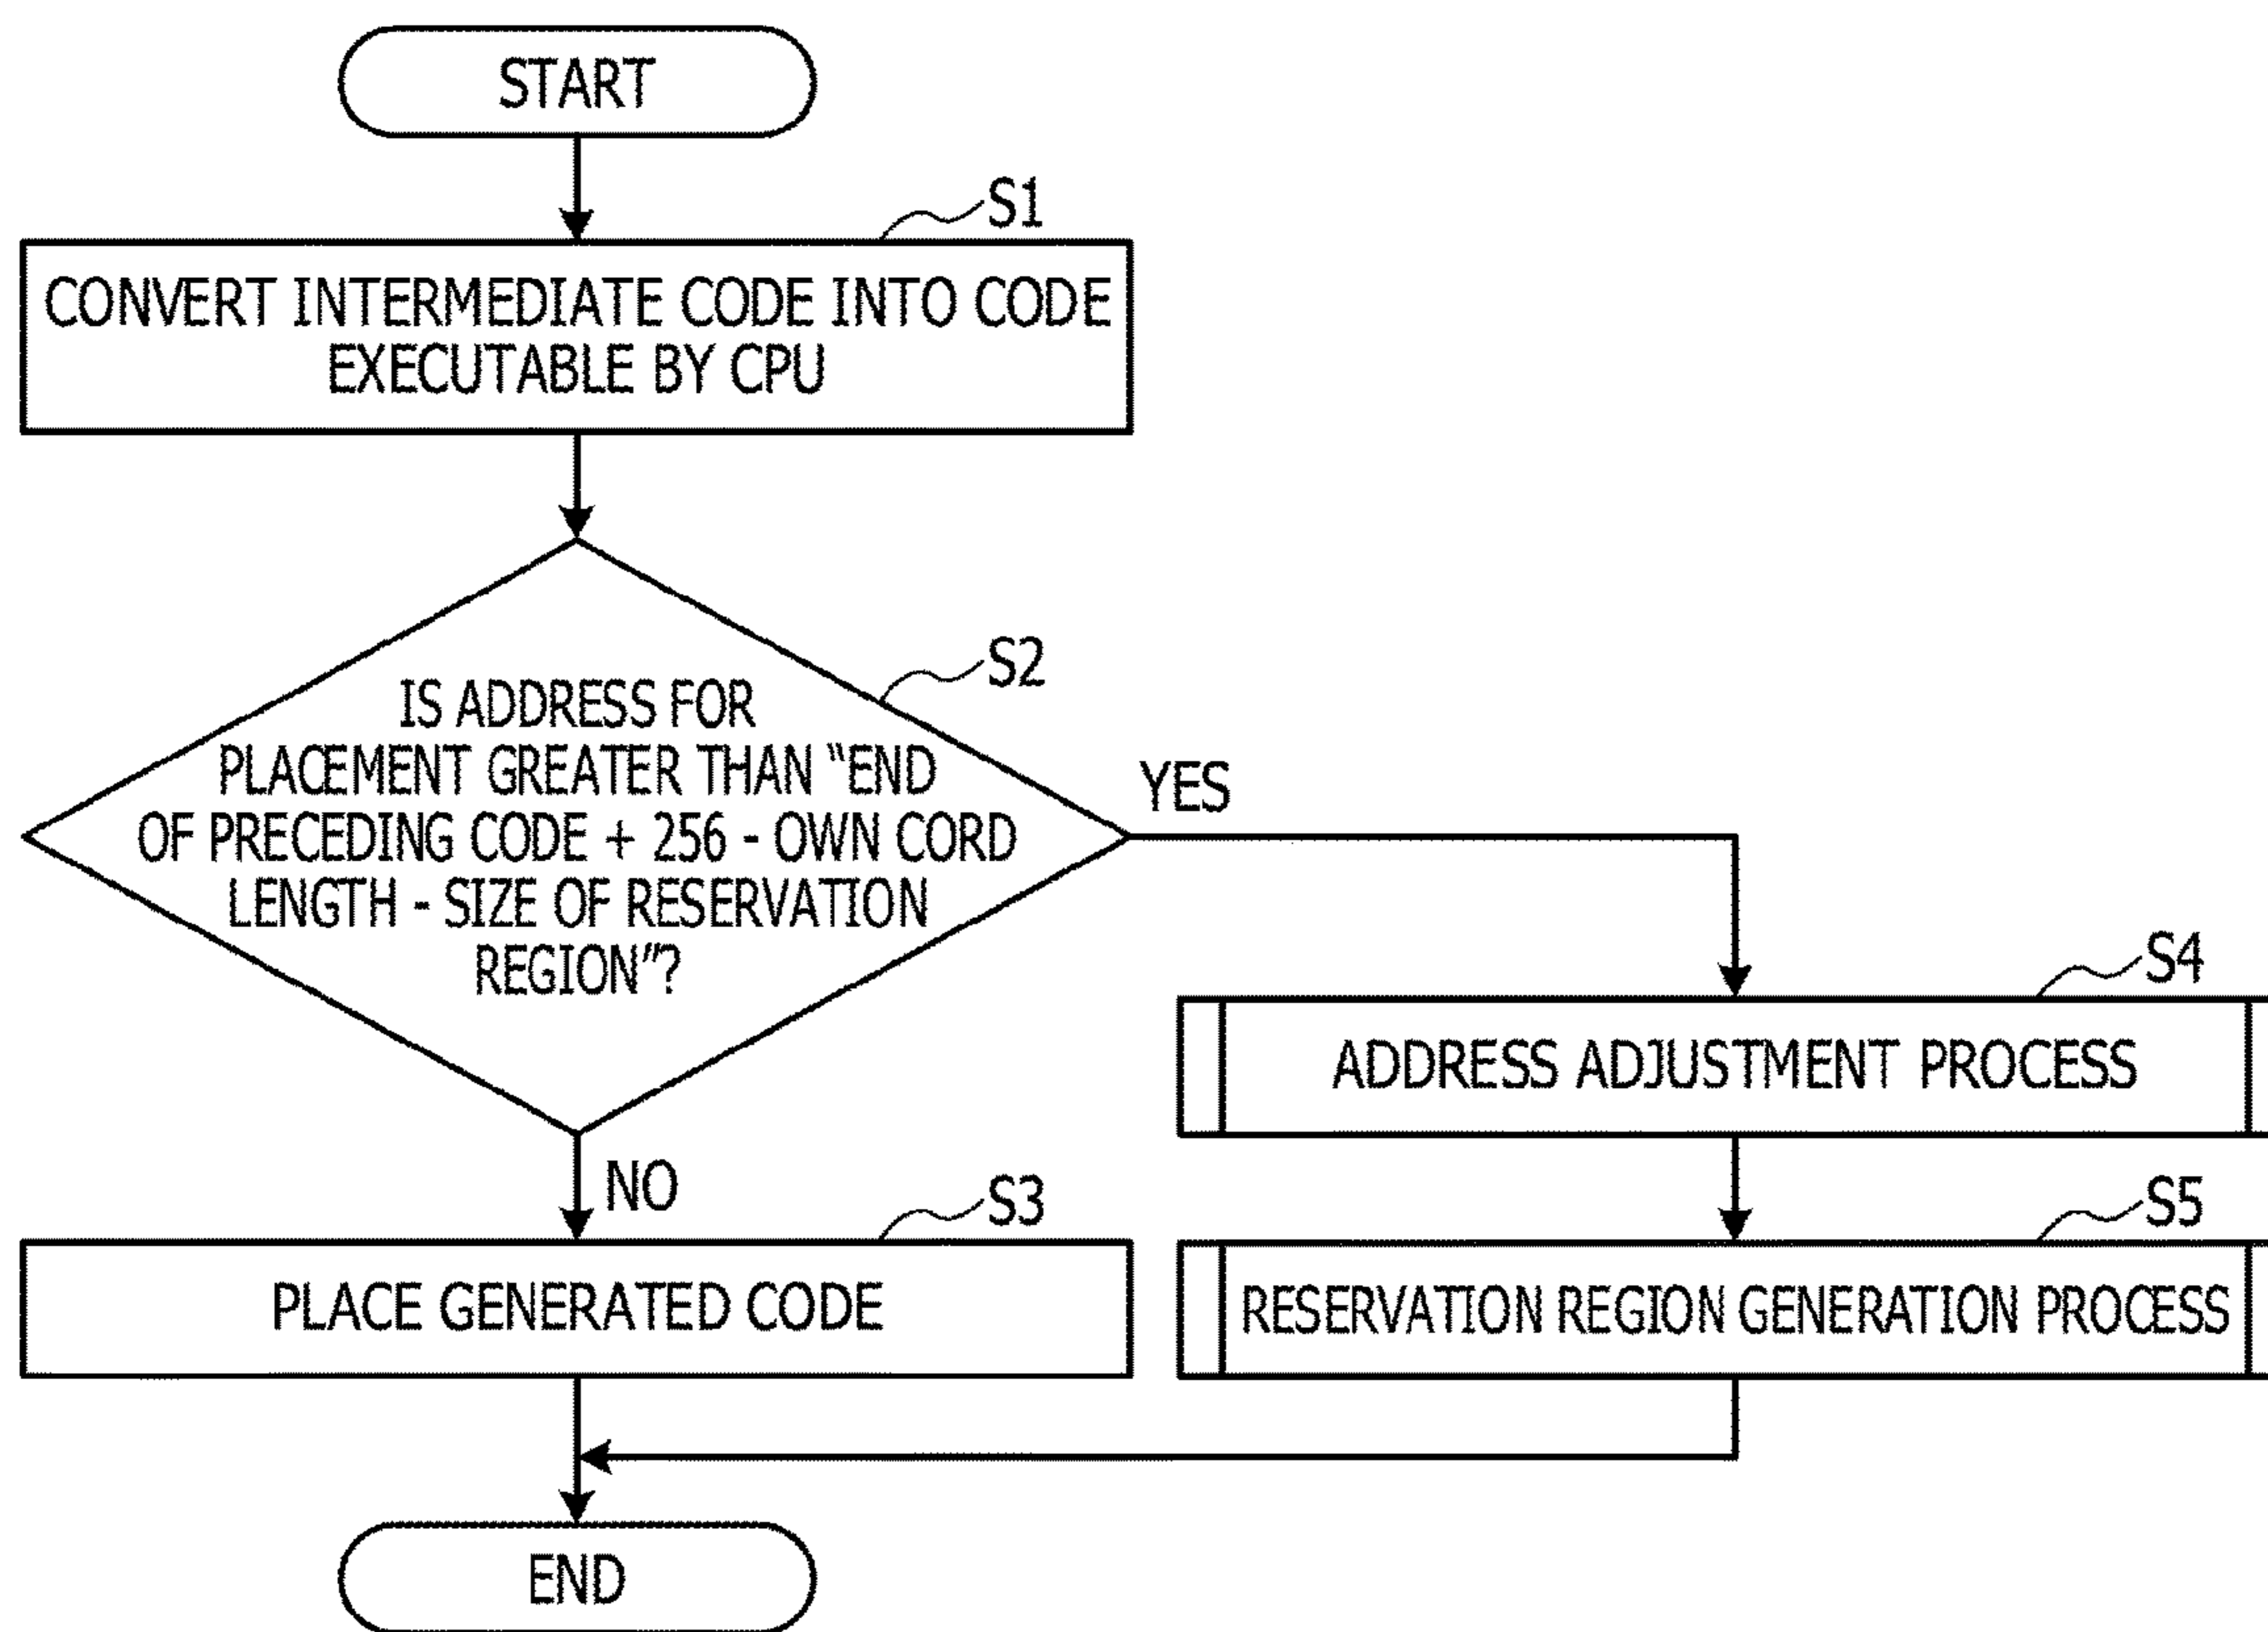 START
S1
CONVERT INTERMEDIATE CODE INTO CODE
EXECUTABLE BY CPU
S2
IS ADDRESS FOR
PLACEMENT GREATER THAN “END
OF PRECEDING CODE + 256 - OWN CORD
LENGTH - SIZE OF RESERVATION
REGION”?
YES
S4
ADDRESS ADJUSTMENT PROCESS
NO
S3
PLACE GENERATED CODE
S5
RESERVATION REGION GENERATION PROCESS
END